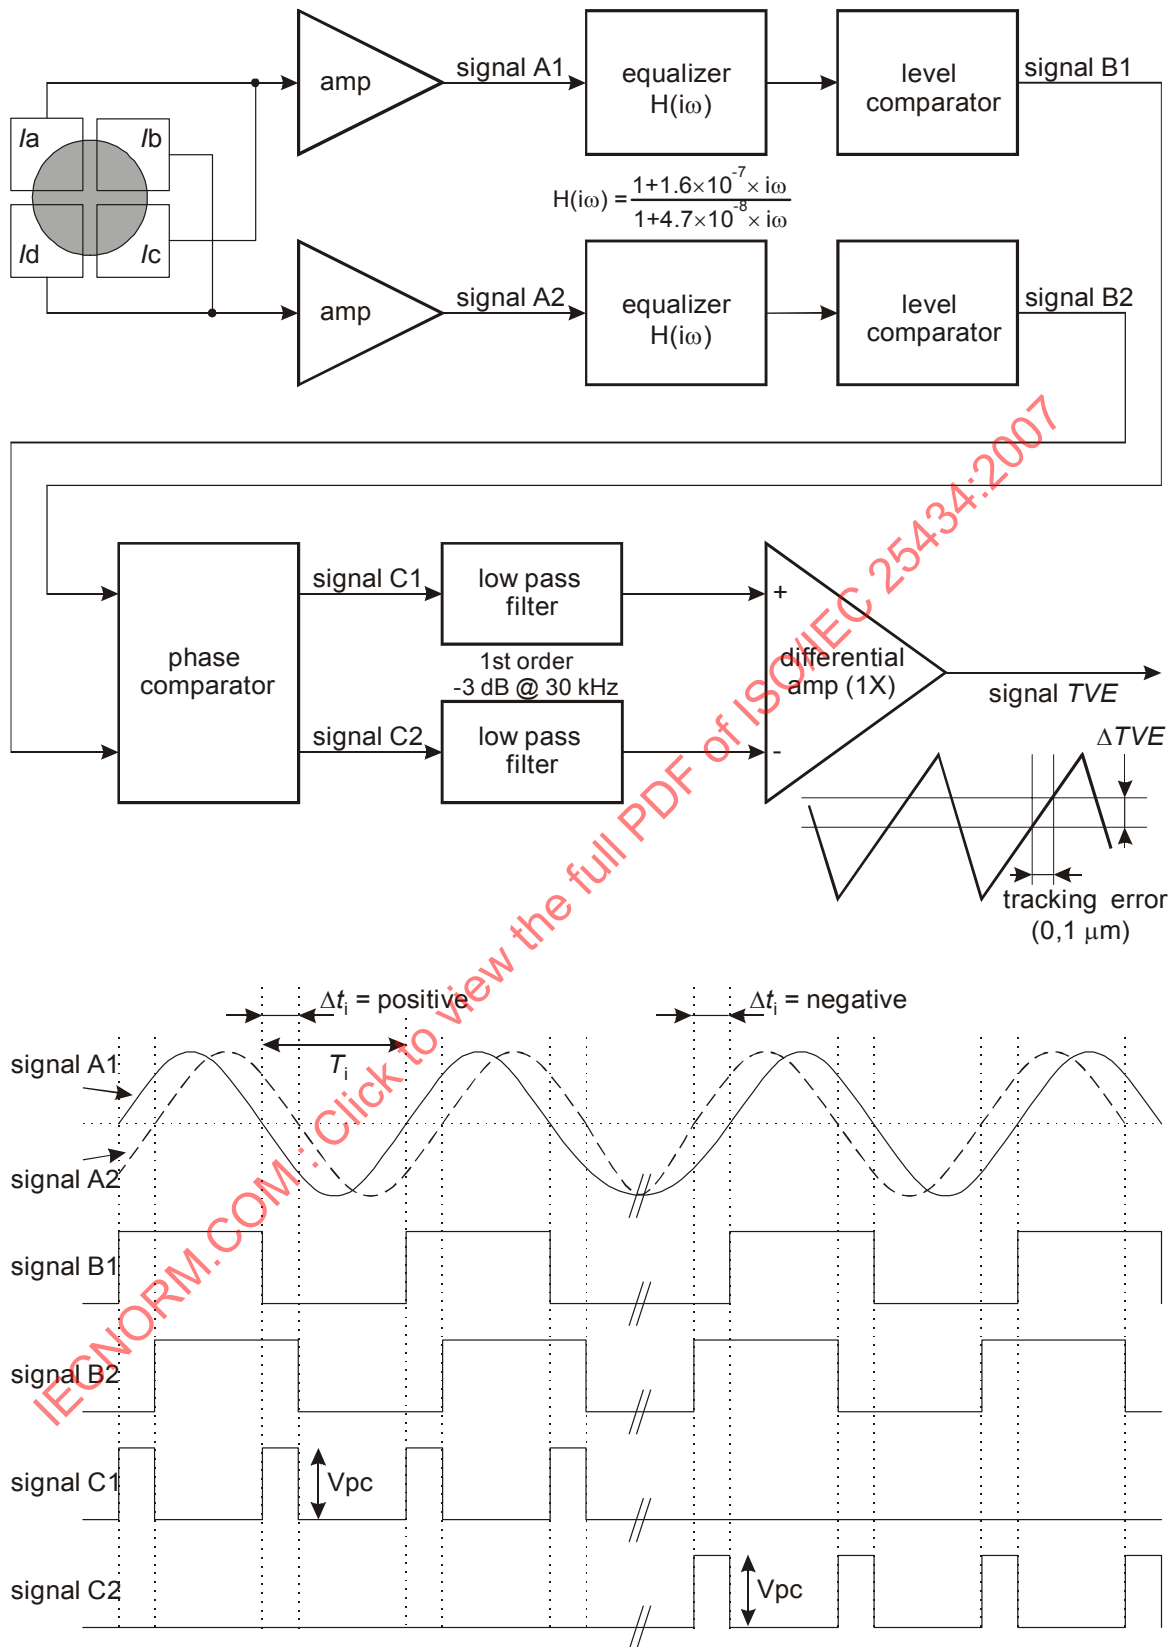 amp
signal A1
equalizer
H(iω)
level
comparator
signal B1
Ia
Ib
Id
Ic
H(iω) = 1+1.6×10⁻⁷× iω / 1+4.7×10⁻⁸× iω
amp
signal A2
equalizer
H(iω)
level
comparator
signal B2
phase
comparator
signal C1
low pass
filter
1st order
-3 dB @ 30 kHz
signal C2
low pass
filter
+
-
differential
amp (1X)
signal TVE
ΔTVE
tracking error
(0,1 μm)
Δtᵢ = positive
Δtᵢ = negative
Tᵢ
signal A1
signal A2
signal B1
signal B2
signal C1
Vpc
signal C2
Vpc
IECNORM.COM : Click to view the full PDF of ISO/IEC 25434:2007